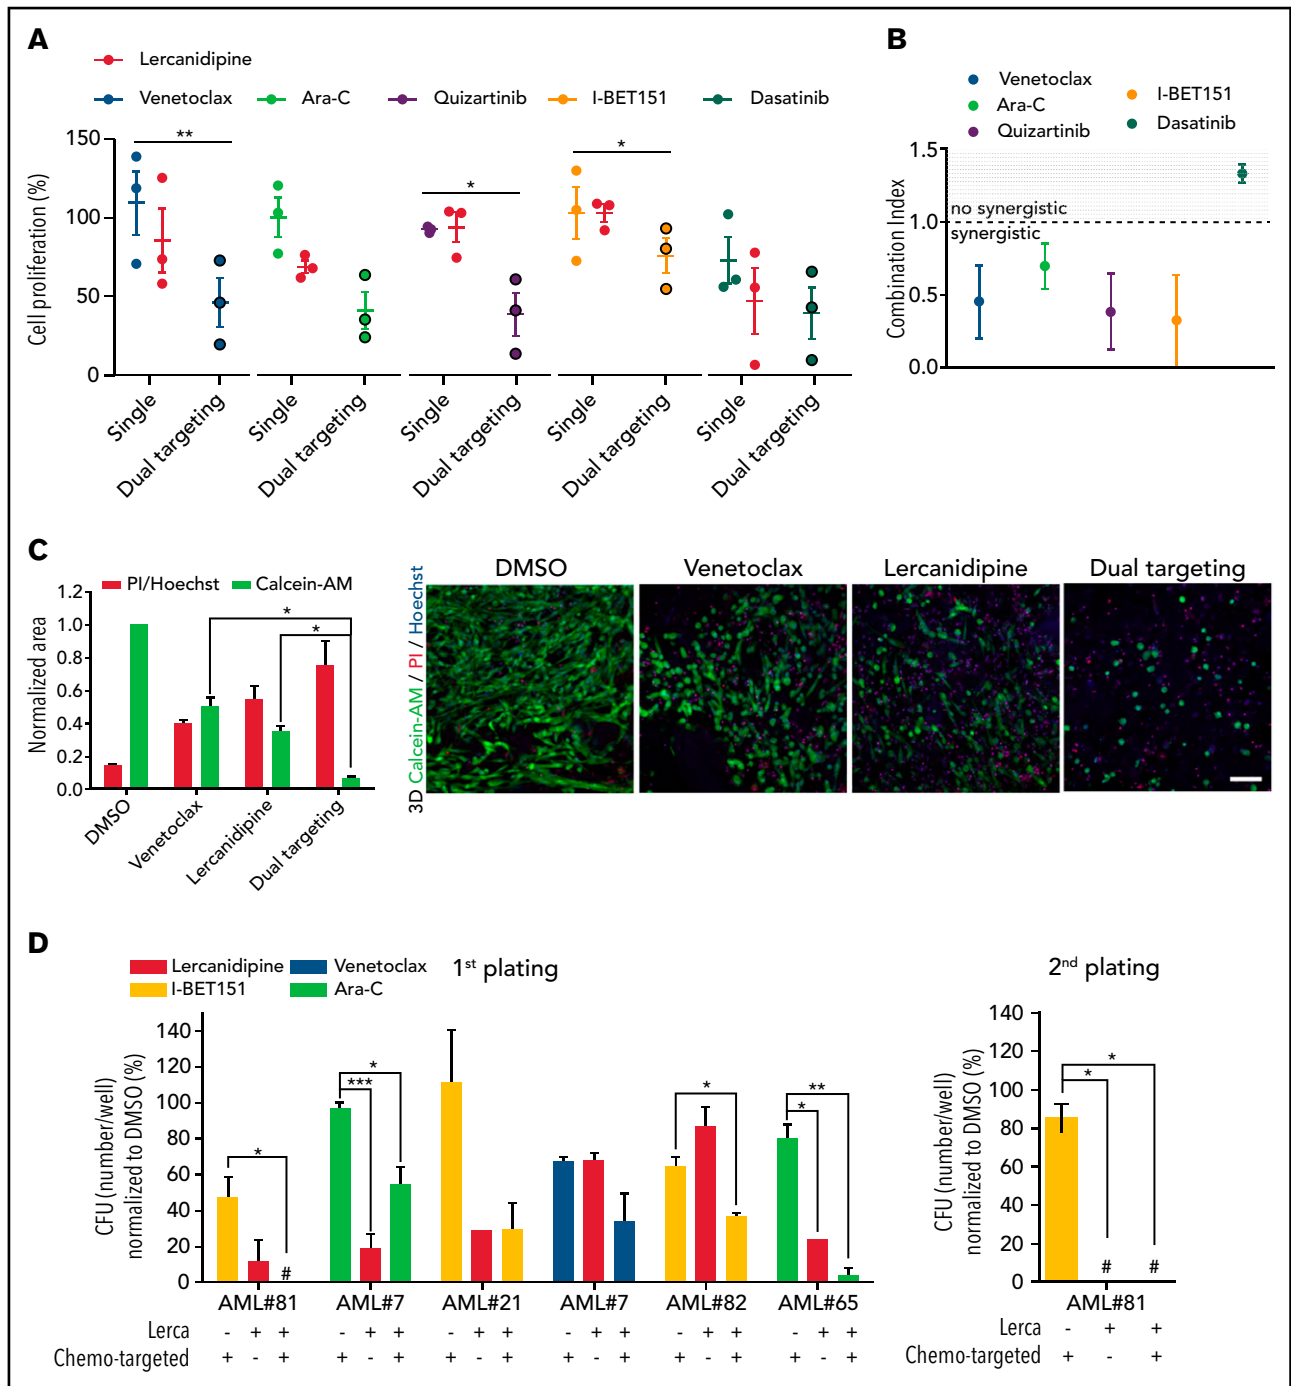 A
Lercanidipine
Venetoclax Ara-C Quizartinib I-BET151 Dasatinib
Cell proliferation (%)
150
100
50
0
** * *
Single Dual targeting Single Dual targeting Single Dual targeting Single Dual targeting Single Dual targeting
B
Venetoclax
Ara-C
Quizartinib
I-BET151
Dasatinib
Combination Index
1.5
1.0
0.5
0.0
no synergistic
synergistic
C
PI/Hoechst Calcein-AM
Normalized area
1.2
1.0
0.8
0.6
0.4
0.2
0.0
*
*
DMSO Venetoclax Lercanidipine Dual targeting
3D Calcein-AM / PI / Hoechst
DMSO Venetoclax Lercanidipine Dual targeting
D
Lercanidipine Venetoclax
I-BET151 Ara-C
1st plating
CFU (number/well)
normalized to DMSO (%)
140
120
100
80
60
40
20
0
* # *** * * * **
AML#81 AML#7 AML#21 AML#7 AML#82 AML#65
Lerca - + + - + + - + + - + + - + + - + +
Chemo-targeted + - + + - + + - + + - + + - + + - +
2nd plating
CFU (number/well)
normalized to DMSO (%)
140
120
100
80
60
40
20
0
*
*
# #
AML#81
Lerca - + +
Chemo-targeted + - +